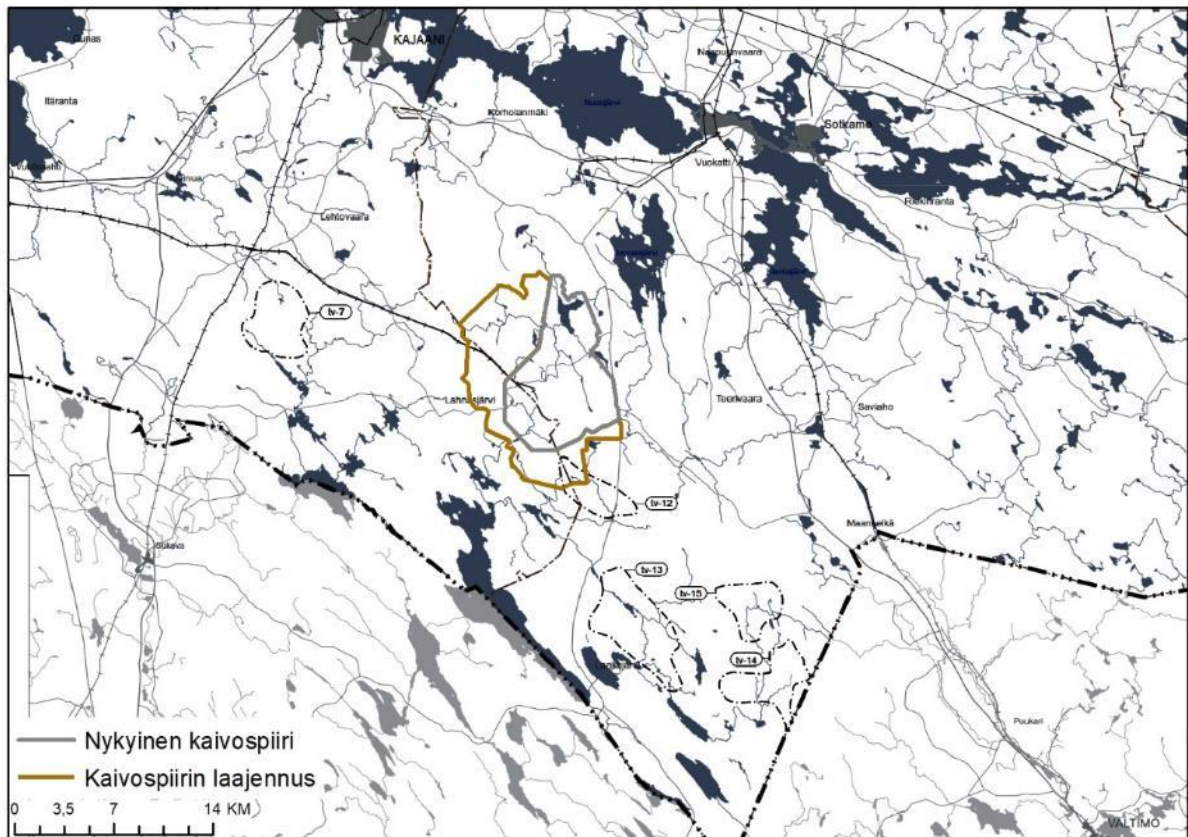 KAJAANI
Itäranta
Korholanmäki
Nuasjärvi
Sotkamo
Vuokatti
Lehtovaara
tv-7
Lahnasjärvi
Teerivaara
Saviaho
tv-12
Maanselkä
Sukeva
tv-13
tv-15
tv-14
Puukari
Nykyinen kaivospiiri
Kaivospiirin laajennus
0 3,5 7 14 KM
VALTIMO